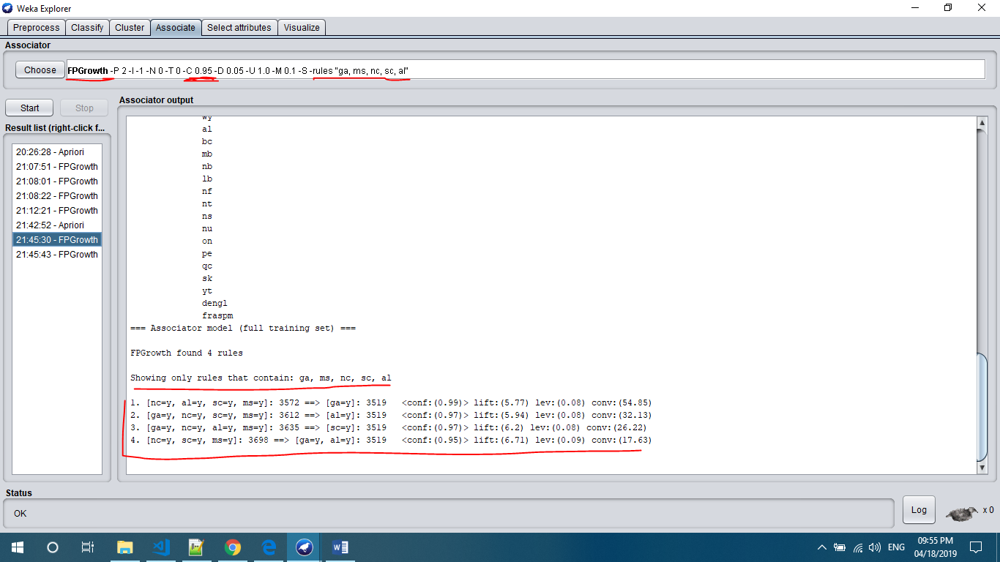 Weka Explorer
Preprocess Classify Cluster Associate Select attributes Visualize
Associator
Choose FPGrowth -P 2 -I -1 -N 0 -T 0 -C 0.95 -D 0.05 -U 1.0 -M 0.1 -S -rules "ga, ms, nc, sc, al"
Start Stop
Result list (right-click f...
20:26:28 - Apriori
21:07:51 - FPGrowth
21:08:01 - FPGrowth
21:08:22 - FPGrowth
21:12:21 - FPGrowth
21:42:52 - Apriori
21:45:30 - FPGrowth
21:45:43 - FPGrowth
Associator output
wy
al
bc
mb
nb
lb
nf
nt
ns
nu
on
pe
qc
sk
yt
dengl
fraspm
=== Associator model (full training set) ===
FPGrowth found 4 rules
Showing only rules that contain: ga, ms, nc, sc, al
1. [nc=y, al=y, sc=y, ms=y]: 3572 ==> [ga=y]: 3519 <conf:(0.99)> lift:(5.77) lev:(0.08) conv:(54.85)
2. [ga=y, nc=y, sc=y, ms=y]: 3612 ==> [al=y]: 3519 <conf:(0.97)> lift:(5.94) lev:(0.08) conv:(32.13)
3. [ga=y, nc=y, al=y, ms=y]: 3635 ==> [sc=y]: 3519 <conf:(0.97)> lift:(6.2) lev:(0.08) conv:(26.22)
4. [nc=y, sc=y, ms=y]: 3698 ==> [ga=y, al=y]: 3519 <conf:(0.95)> lift:(6.71) lev:(0.09) conv:(17.63)
Status
OK
Log
x 0
ENG
09:55 PM
04/18/2019